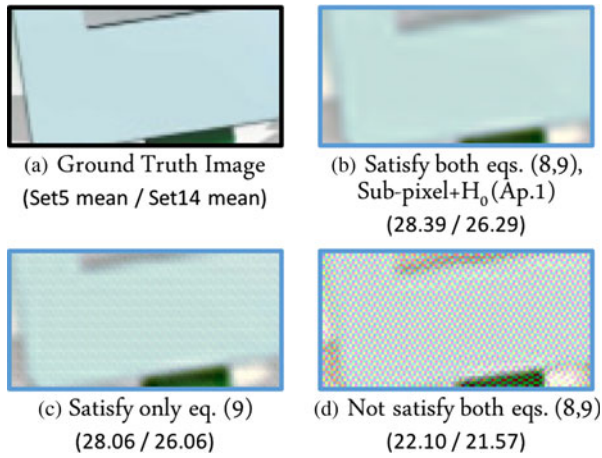 (a) Ground Truth Image
(Set5 mean / Set14 mean)
(b) Satisfy both eqs. (8,9),
Sub-pixel+H₀(Ap.1)
(28.39 / 26.29)
(c) Satisfy only eq. (9)
(28.06 / 26.06)
(d) Not satisfy both eqs. (8,9)
(22.10 / 21.57)